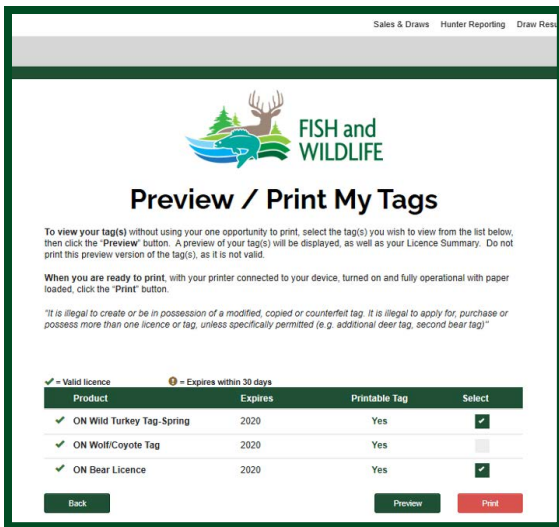 Sales & Draws Hunter Reporting Draw Resu
FISH and
WILDLIFE
Preview / Print My Tags
To view your tag(s) without using your one opportunity to print, select the tag(s) you wish to view from the list below,
then click the "Preview" button. A preview of your tag(s) will be displayed, as well as your Licence Summary. Do not
print this preview version of the tag(s), as it is not valid.
When you are ready to print, with your printer connected to your device, turned on and fully operational with paper
loaded, click the "Print" button.
"It is illegal to create or be in possession of a modified, copied or counterfeit tag. It is illegal to apply for, purchase or
possess more than one licence or tag, unless specifically permitted (e.g. additional deer tag, second bear tag)"
= Valid licence = Expires within 30 days
Product Expires Printable Tag Select
ON Wild Turkey Tag-Spring 2020 Yes
ON Wolf/Coyote Tag 2020 Yes
ON Bear Licence 2020 Yes
Back Preview Print